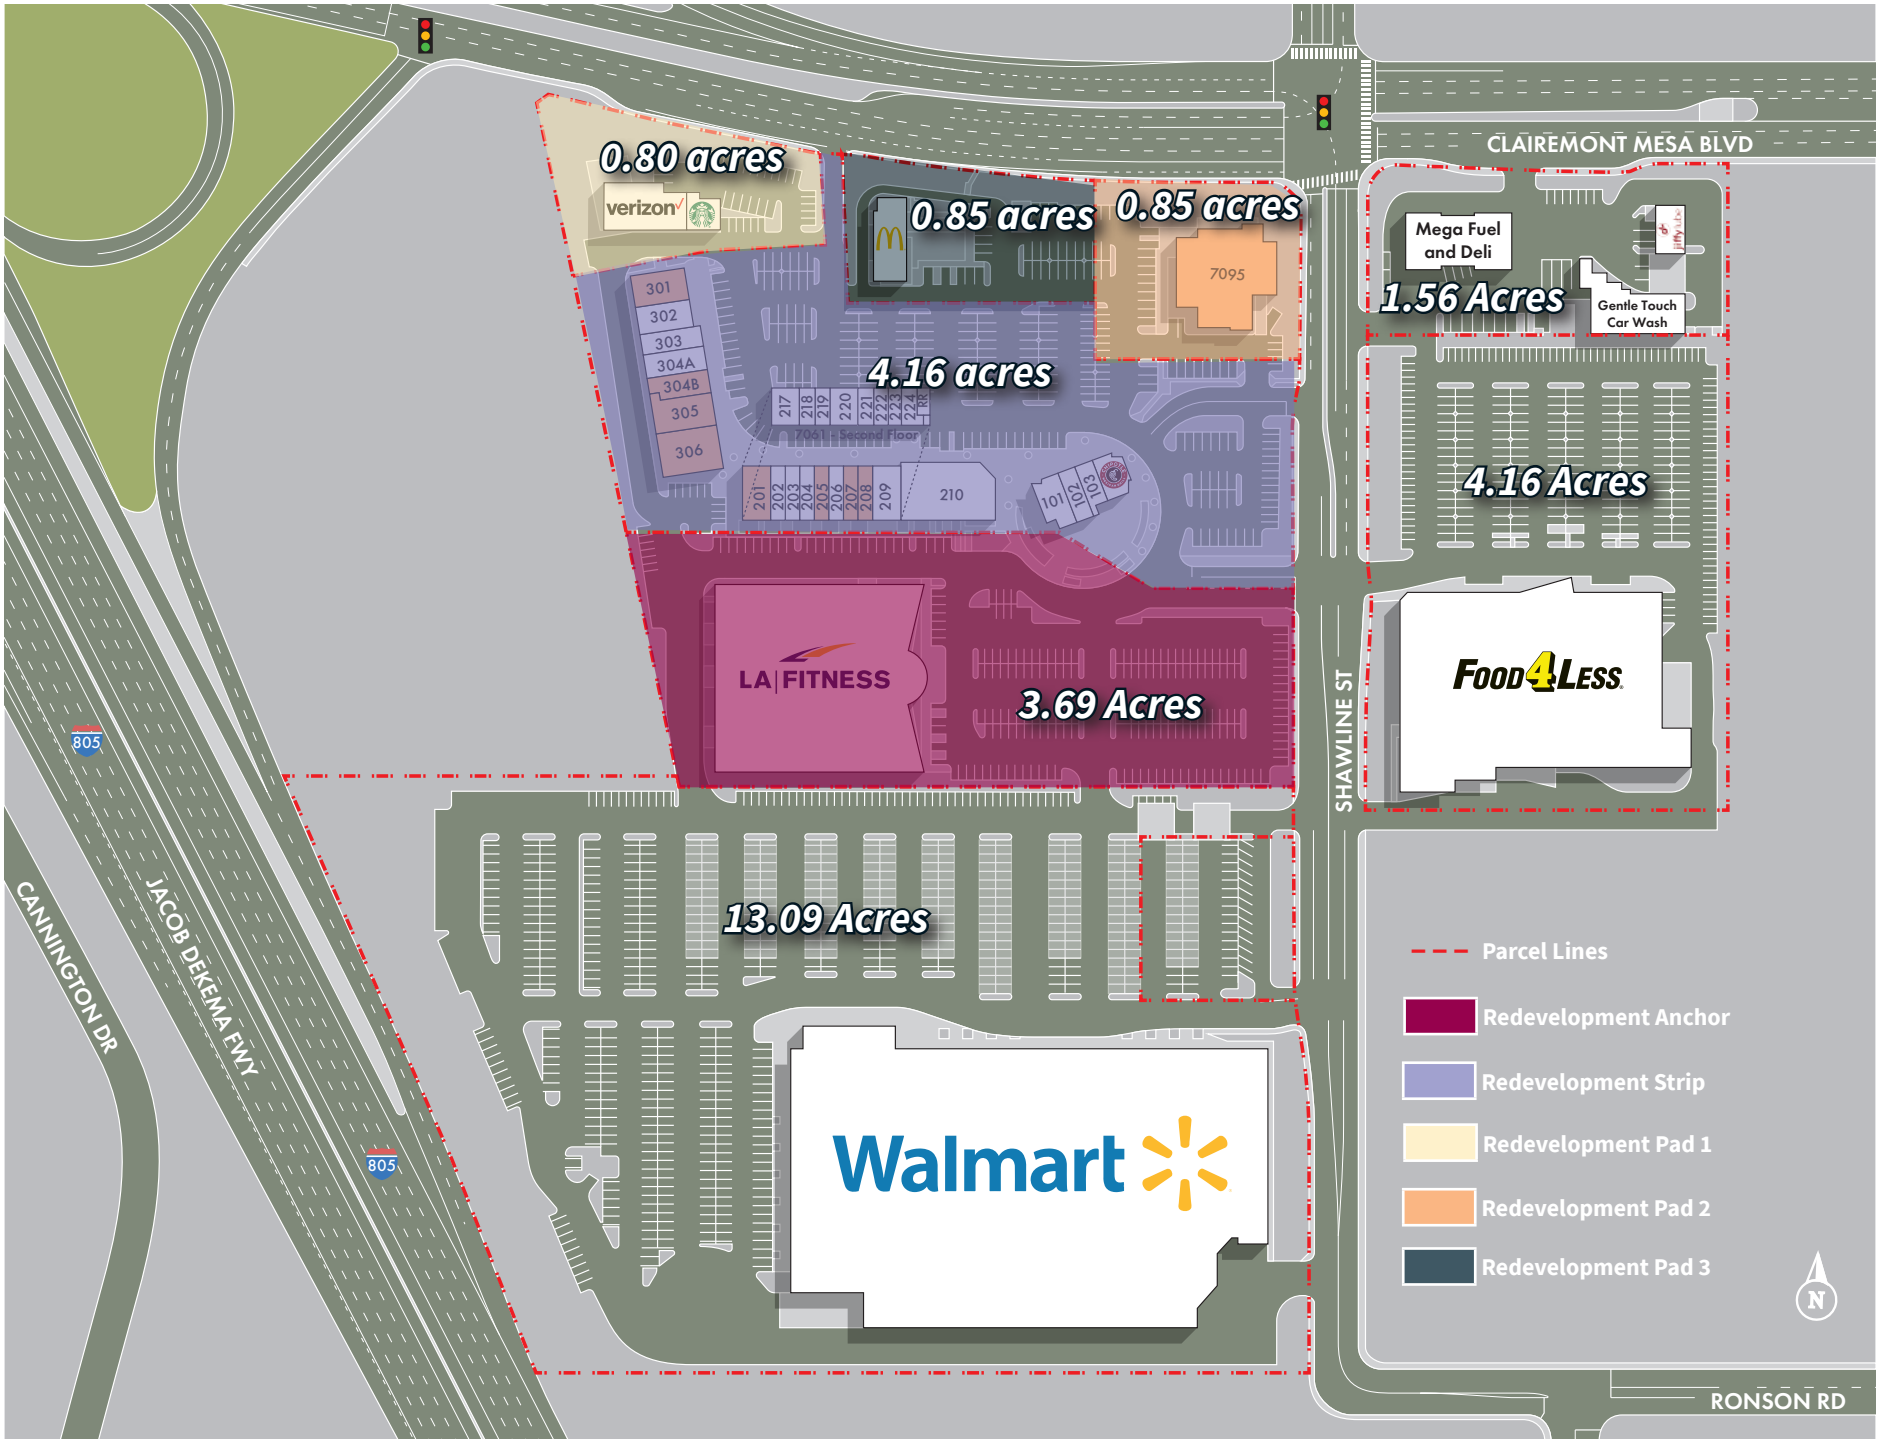 CLAIREMONT MESA BLVD
0.80 acres
verizon
0.85 acres
0.85 acres
7095
Mega Fuel
and Deli
jiffy lube
1.56 Acres
Gentle Touch
Car Wash
301
302
303
304A
304B
305
306
4.16 acres
217
218
219
220
221
222
223
224
RR
7061 - Second Floor
201
202
203
204
205
206
207
208
209
210
101
102
103
4.16 Acres
LA FITNESS
3.69 Acres
FOOD 4 LESS
SHAWLINE ST
805
13.09 Acres
CANNINGTON DR
JACOB DEKEMA FWY
805
Walmart
Parcel Lines
Redevelopment Anchor
Redevelopment Strip
Redevelopment Pad 1
Redevelopment Pad 2
Redevelopment Pad 3
N
RONSON RD